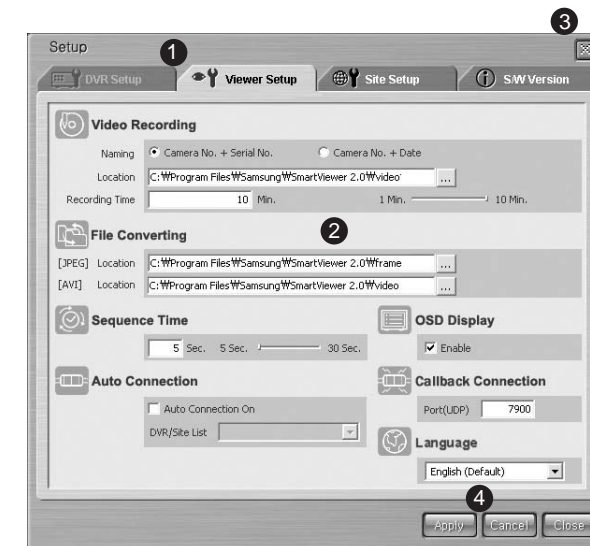 3
Setup
1
DVR Setup
Viewer Setup
Site Setup
S/W Version
Video Recording
Naming Camera No. + Serial No. Camera No. + Date
Location C:₩Program Files₩Samsung₩SmartViewer 2.0₩video ...
Recording Time 10 Min. 1 Min. 10 Min.
File Converting
2
[JPEG] Location C:₩Program Files₩Samsung₩SmartViewer 2.0₩frame ...
[AVI] Location C:₩Program Files₩Samsung₩SmartViewer 2.0₩video ...
Sequence Time
5 Sec. 5 Sec. 30 Sec.
OSD Display
Enable
Auto Connection
Auto Connection On
DVR/Site List
Callback Connection
Port(UDP) 7900
Language
English (Default)
4
Apply Cancel Close